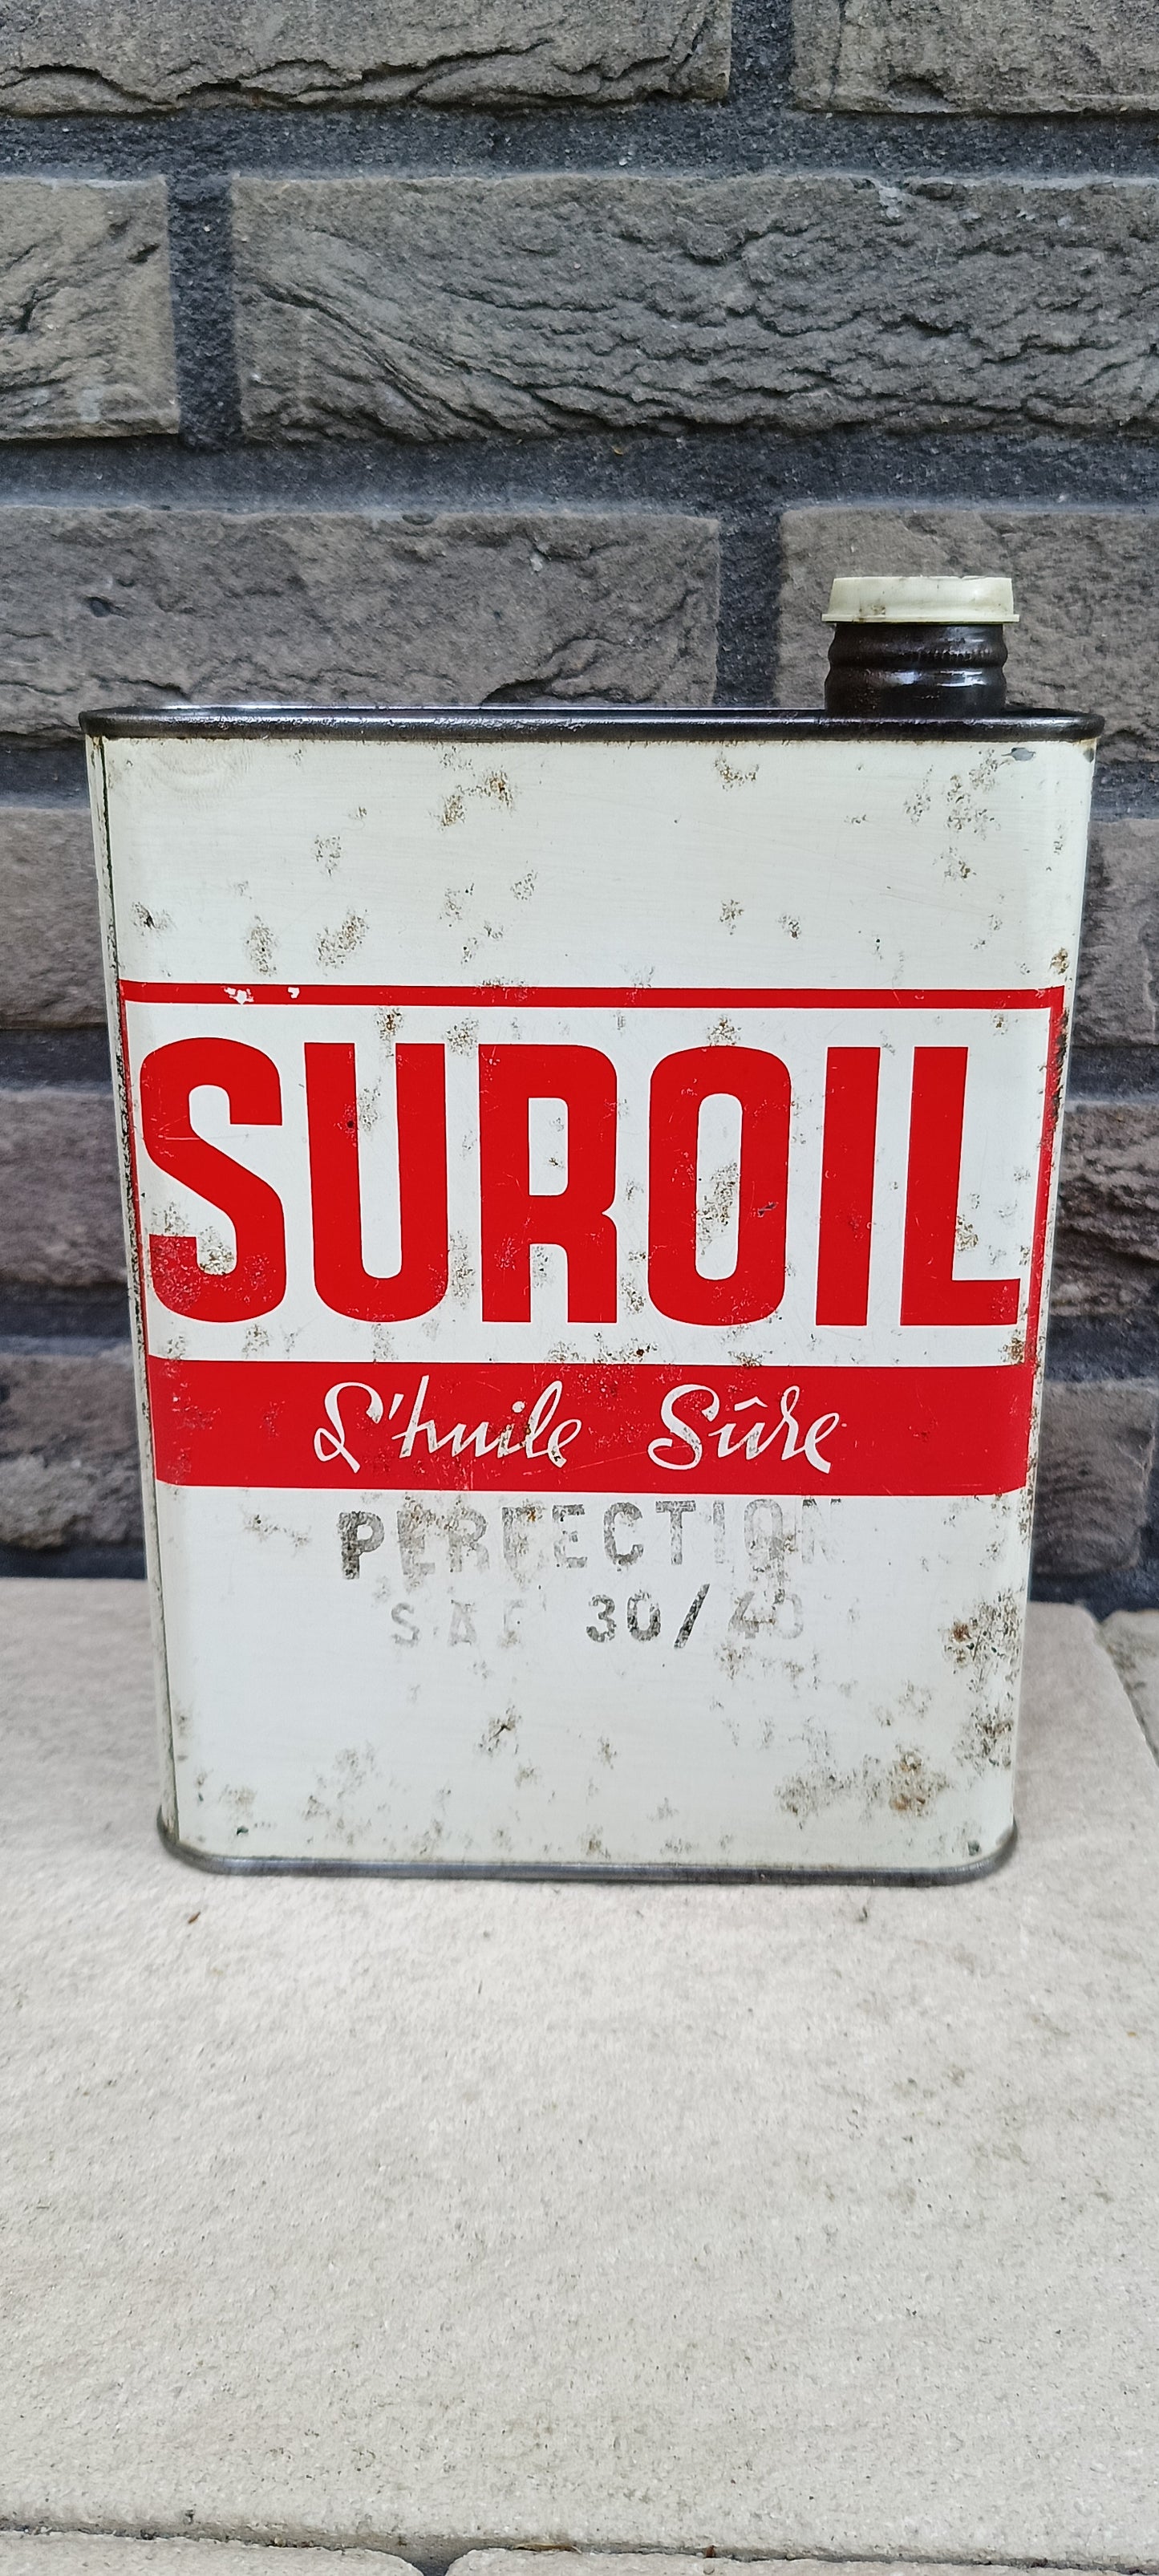 SUROIL
L'huile Sûre
PERFECTION
SAE 30/40